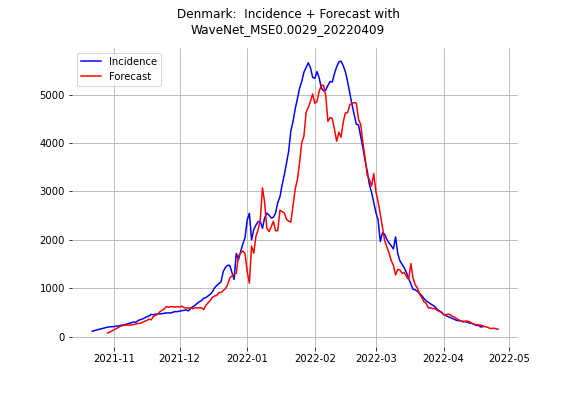 Denmark:  Incidence + Forecast with
WaveNet_MSE0.0029_20220409
Incidence
Forecast
5000
4000
3000
2000
1000
0
2021-11 2021-12 2022-01 2022-02 2022-03 2022-04 2022-05